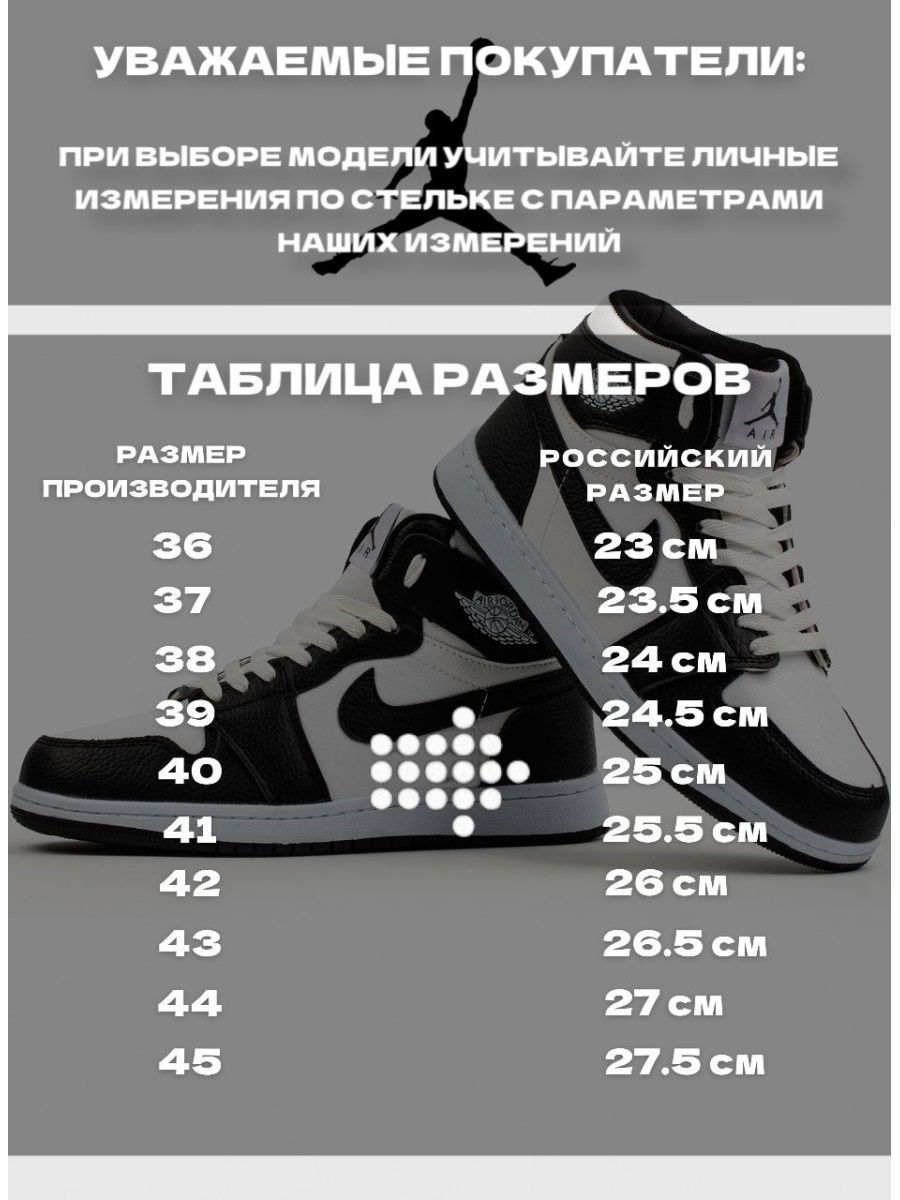 УВАЖАЕМЫЕ ПОКУПАТЕЛИ:
ПРИ ВЫБОРЕ МОДЕЛИ УЧИТЫВАЙТЕ ЛИЧНЫЕ
ИЗМЕРЕНИЯ ПО СТЕЛЬКЕ С ПАРАМЕТРАМИ
НАШИХ ИЗМЕРЕНИЙ
ТАБЛИЦА РАЗМЕРОВ
AIR
РАЗМЕР
ПРОИЗВОДИТЕЛЯ
РОССИЙСКИЙ
РАЗМЕР
36 23 см
AIR
37 23.5 см
AIR JORDAN
38 24 см
39 24.5 см
40 25 см
41 25.5 см
42 26 см
43 26.5 см
44 27 см
45 27.5 см